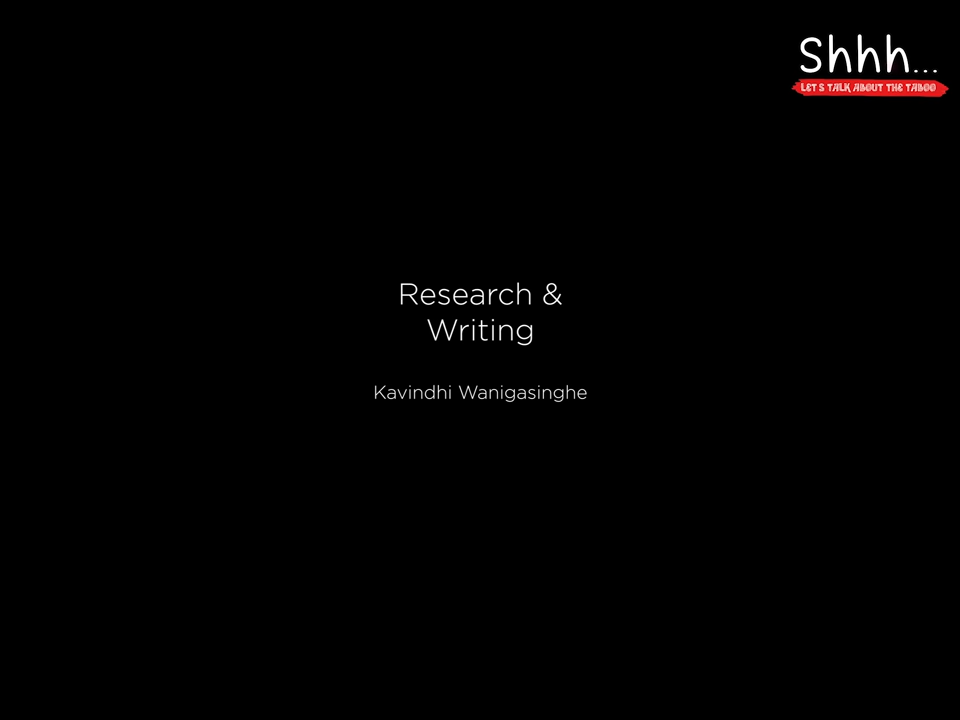 Shhh...
LET'S TALK ABOUT THE TABOO
Research &
Writing
Kavindhi Wanigasinghe